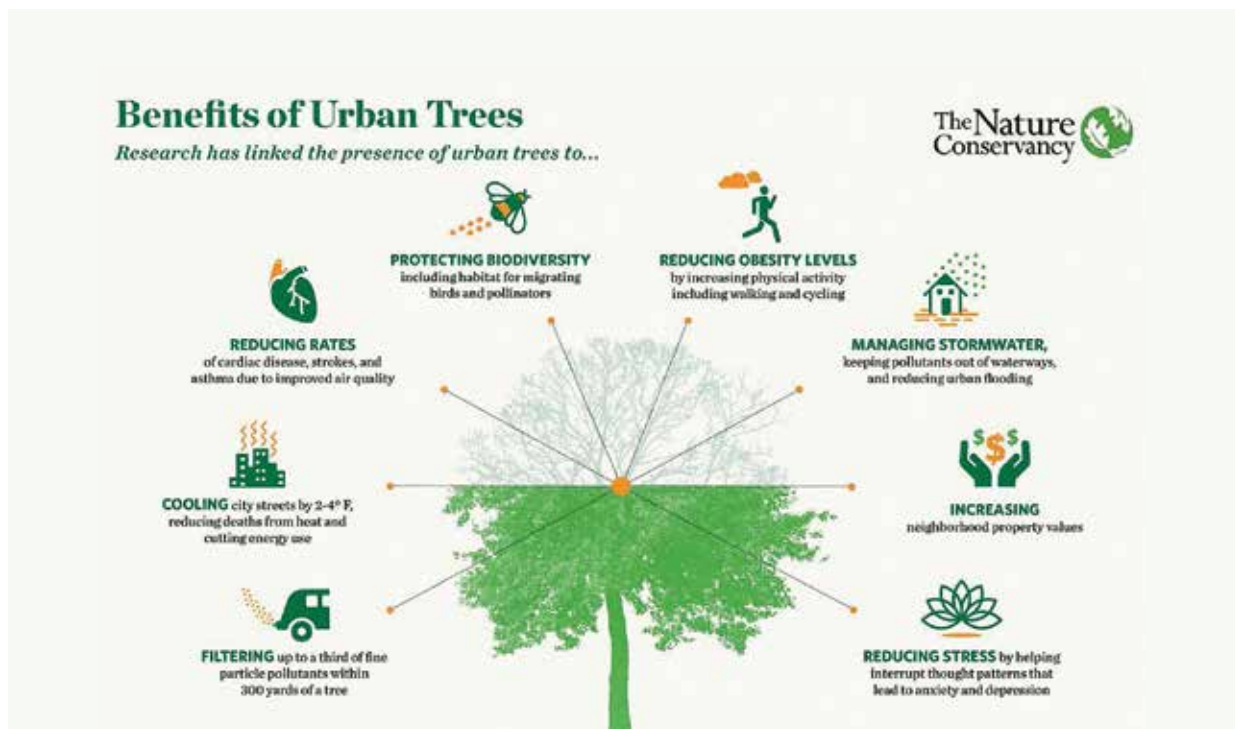 Benefits of Urban Trees
Research has linked the presence of urban trees to...
The Nature
Conservancy
PROTECTING BIODIVERSITY
including habitat for migrating
birds and pollinators
REDUCING OBESITY LEVELS
by increasing physical activity
including walking and cycling
REDUCING RATES
of cardiac disease, strokes, and
asthma due to improved air quality
MANAGING STORMWATER,
keeping pollutants out of waterways,
and reducing urban flooding
COOLING city streets by 2-4° F,
reducing deaths from heat and
cutting energy use
$ $ $
INCREASING
neighborhood property values
FILTERING up to a third of fine
particle pollutants within
300 yards of a tree
REDUCING STRESS by helping
interrupt thought patterns that
lead to anxiety and depression